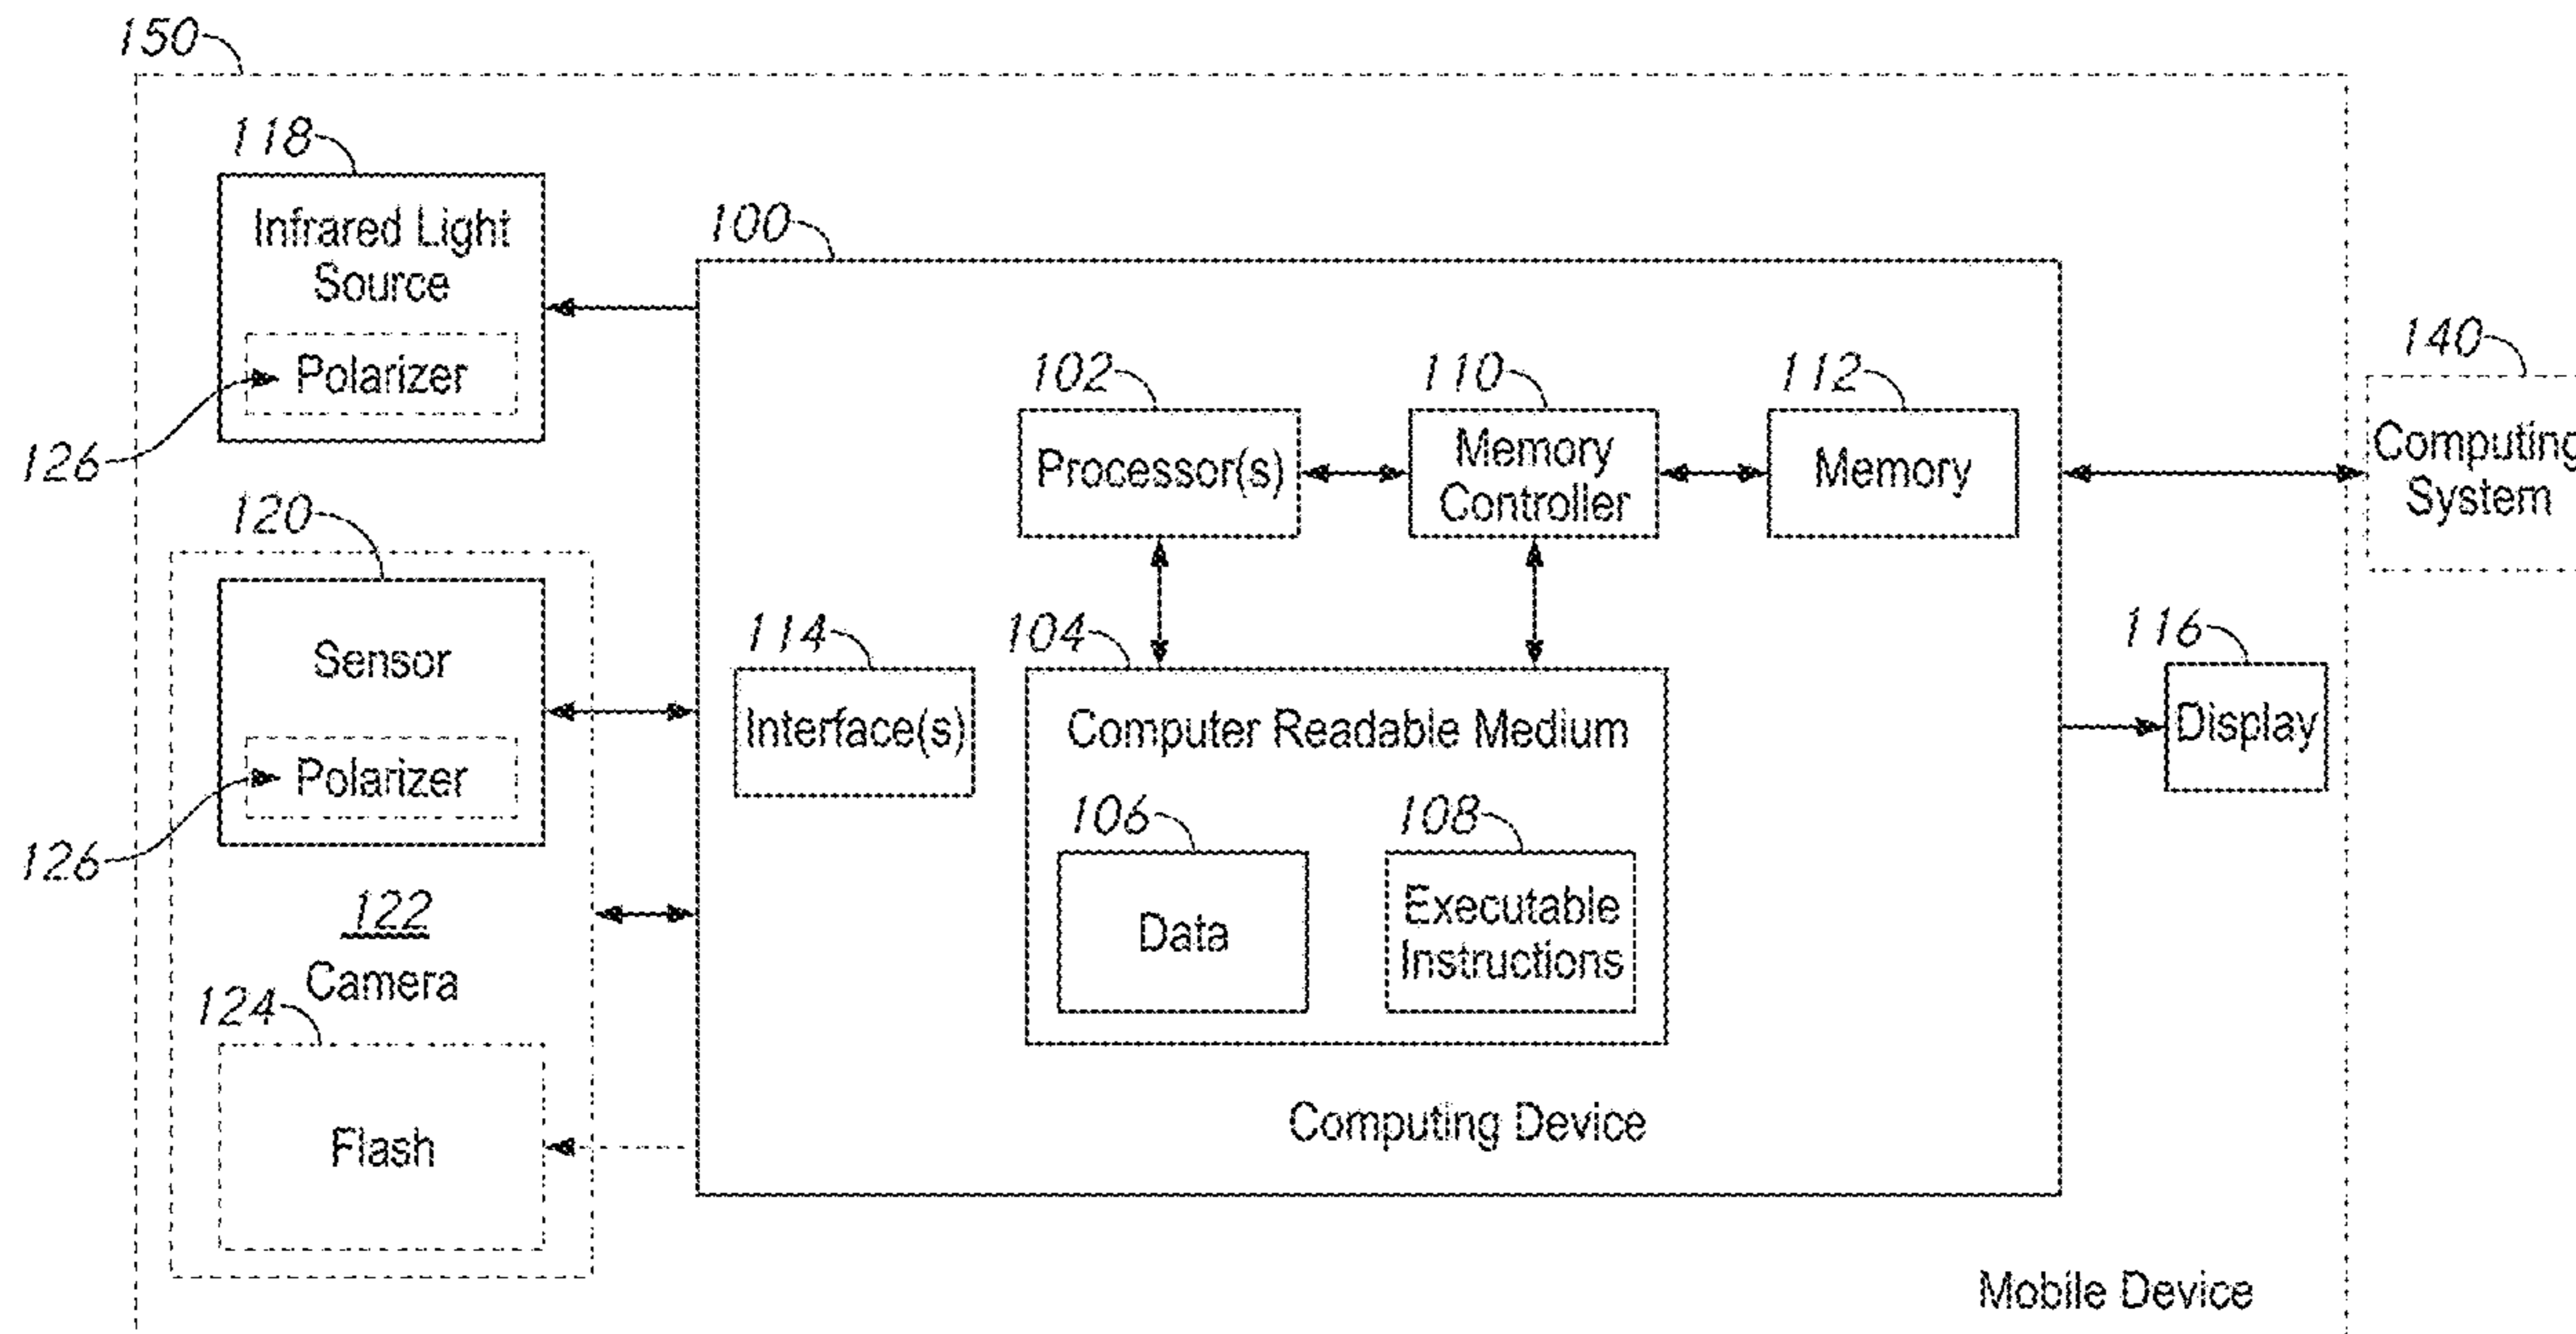 150
118
Infrared Light
Source
Polarizer
126
100
102
Processor(s)
110
Memory
Controller
112
Memory
140
Computing
System
120
Sensor
Polarizer
126
122
Camera
124
Flash
114
Interface(s)
104
Computer Readable Medium
106
Data
108
Executable
Instructions
116
Display
Computing Device
Mobile Device